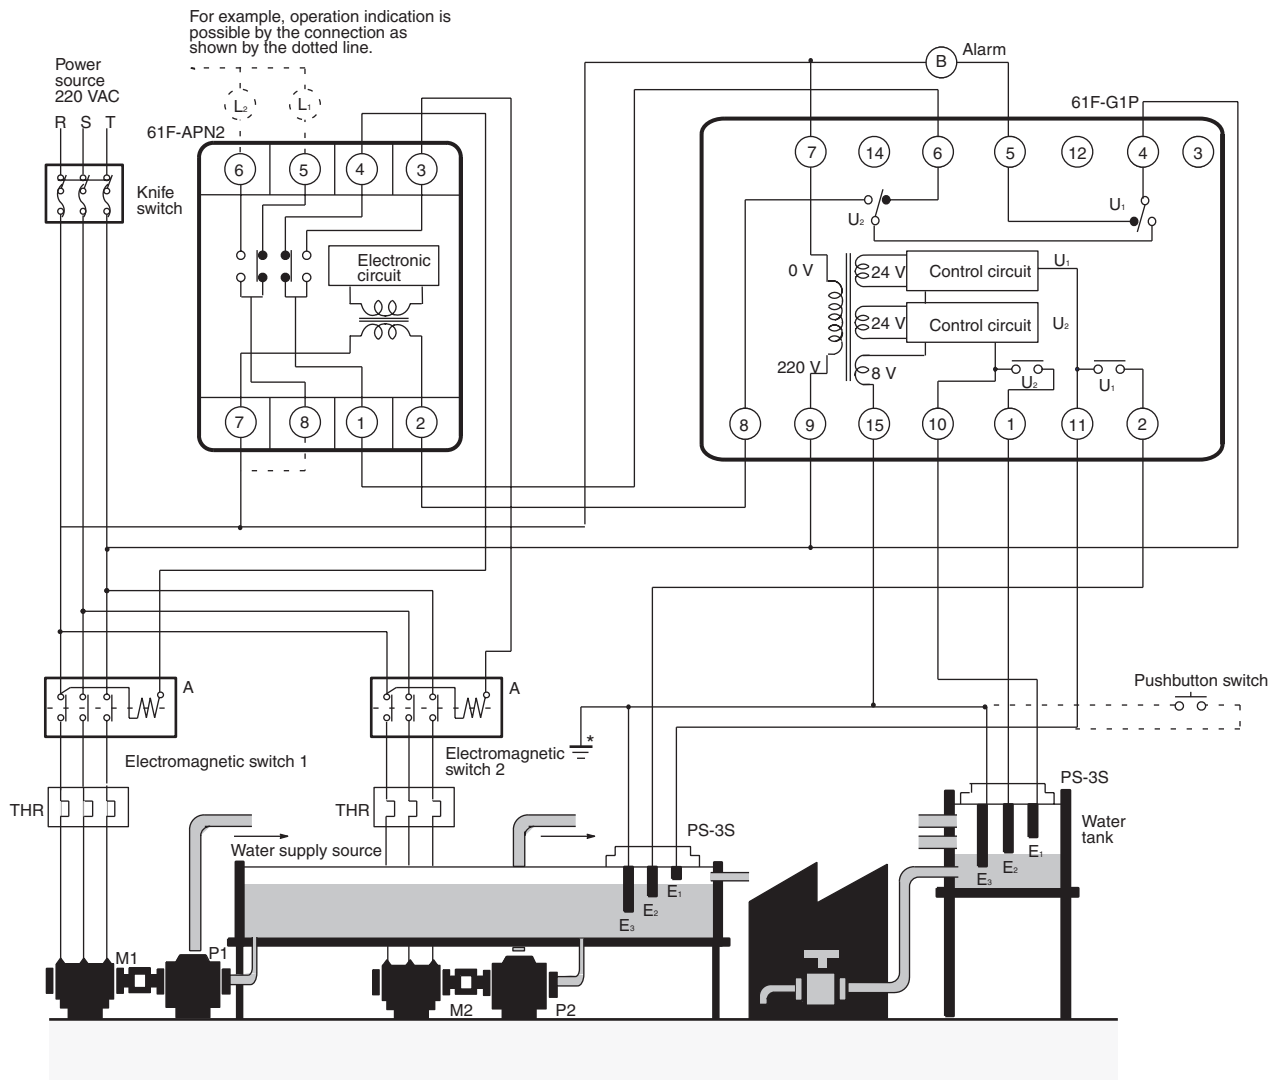 For example, operation indication is
possible by the connection as
shown by the dotted line.
Power
source
220 VAC
R S T
Knife
switch
61F-APN2
L2 L1
6 5 4 3
Electronic
circuit
7 8 1 2
B Alarm
61F-G1P
7 14 6 5 12 4 3
U2
U1
0 V
24 V Control circuit U1
24 V Control circuit U2
220 V
8 V
U2
U1
8 9 15 10 1 11 2
A
A
Electromagnetic switch 1
Electromagnetic
switch 2
*
Pushbutton switch
THR
THR
PS-3S
PS-3S
Water
tank
Water supply source
E3 E2 E1
E3 E2 E1
M1 P1
M2 P2